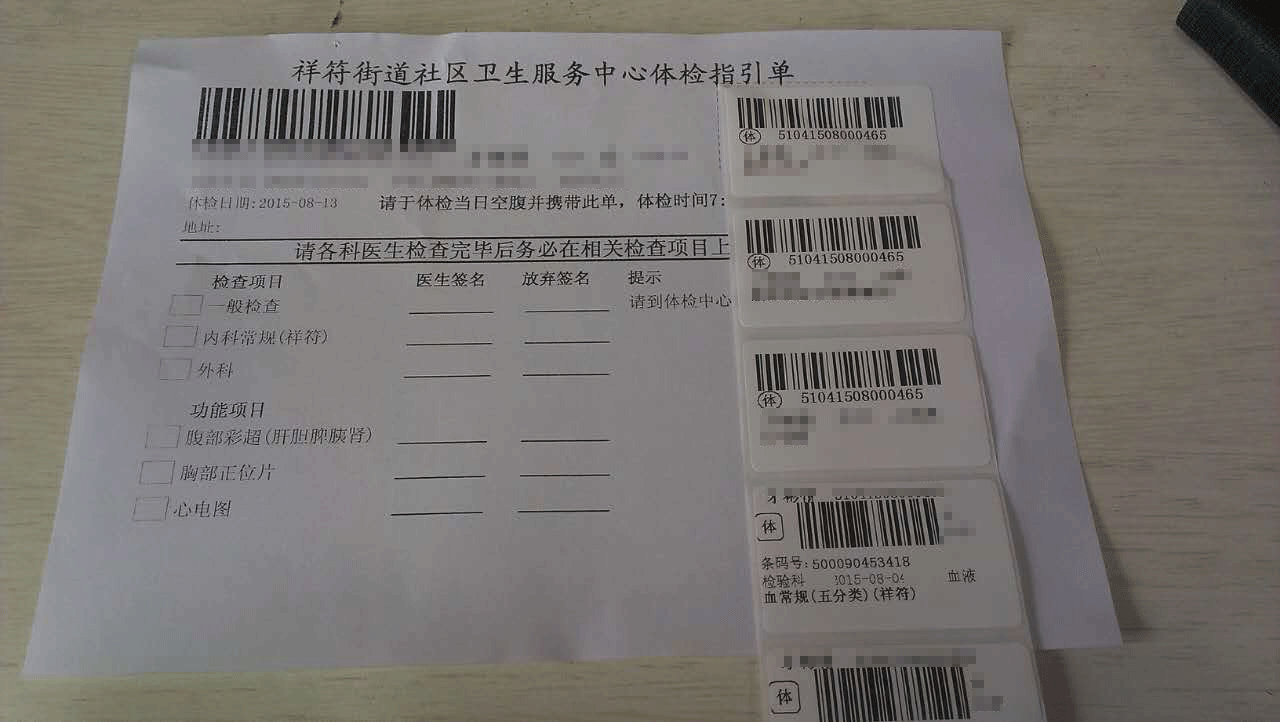 祥符街道社区卫生服务中心体检指引单
体检日期:2015-08-13 请于体检当日空腹并携带此单，体检时间7:
地址:
请各科医生检查完毕后务必在相关检查项目上
检查项目 医生签名 放弃签名 提示
一般检查 请到体检中心
内科常规(祥符)
外科
功能项目
腹部彩超(肝胆脾胰肾)
胸部正位片
心电图
体 51041508000465
体 51041508000465
体 51041508000465
体
条码号:500090453418
检验科 2015-08-04 血液
血常规(五分类)(祥符)
体